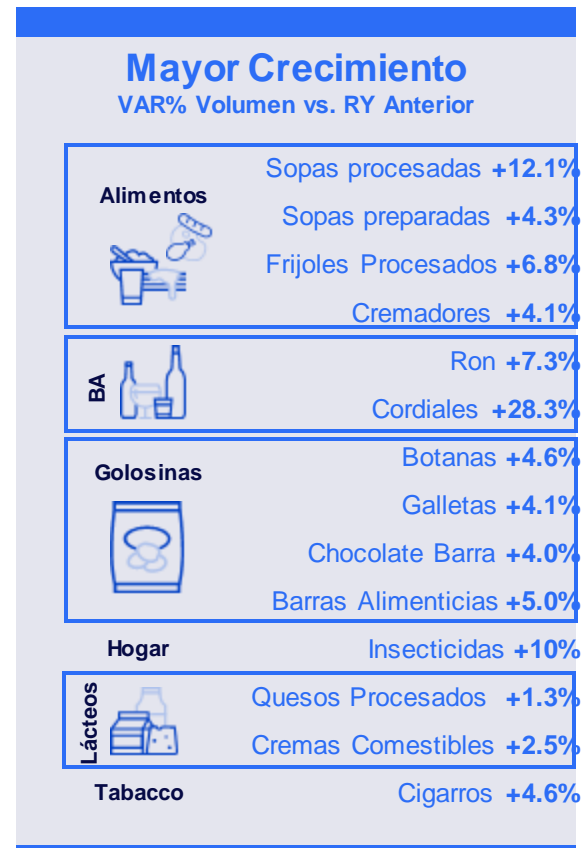 Mayor Crecimiento
VAR% Volumen vs. RY Anterior
Alimentos
Sopas procesadas +12.1%
Sopas preparadas +4.3%
Frijoles Procesados +6.8%
Cremadores +4.1%
BA
Ron +7.3%
Cordiales +28.3%
Golosinas
Botanas +4.6%
Galletas +4.1%
Chocolate Barra +4.0%
Barras Alimenticias +5.0%
Hogar Insecticidas +10%
Lácteos
Quesos Procesados +1.3%
Cremas Comestibles +2.5%
Tabacco Cigarros +4.6%